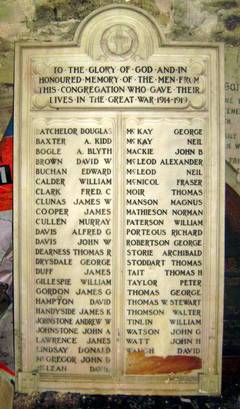 TO·THE·GLORY·OF·GOD·AND·IN
HONOURED·MEMORY·OF·THE·MEN·FROM
THIS·CONGREGATION·WHO·GAVE·THEIR
LIVES·IN·THE·GREAT·WAR·1914-1919
BATCHELOR DOUGLAS
BAXTER A. KIDD
BOGLE A. BLYTH
BROWN DAVID W
BUCHAN EDWARD
CALDER WILLIAM
CLARK FRED C
CLUNAS JAMES W
COOPER JAMES
CULLEN MURRAY
DAVIS ALFRED G
DAVIS JOHN W
DEARNESS THOMAS R
DRYSDALE GEORGE
DUFF JAMES
GILLESPIE WILLIAM
GORDON JAMES G
HAMPTON DAVID
HANDYSIDE JAMES K
JOHNSTONE ANDREW W
JOHNSTONE JOHN A
LAWRENCE JAMES
LINDSAY DONALD
McGREGOR JOHN D
McLEAN DAVID
McKAY GEORGE
McKAY NEIL
MACKIE JOHN B
McLEOD ALEXANDER
McLEOD NEIL
McNICOL FRASER
MOIR THOMAS
MANSON MAGNUS
MATHIESON NORMAN
PATERSON WILLIAM
PORTEOUS RICHARD
ROBERTSON GEORGE
STORIE ARCHIBALD
STODDART THOMAS
TAIT THOMAS H
TAYLOR PETER
THOMAS GEORGE
THOMAS W. STEWART
THOMSON WALTER
TINLIN WILLIAM
WATSON JOHN G
WATT JOHN H
WAUGH DAVID